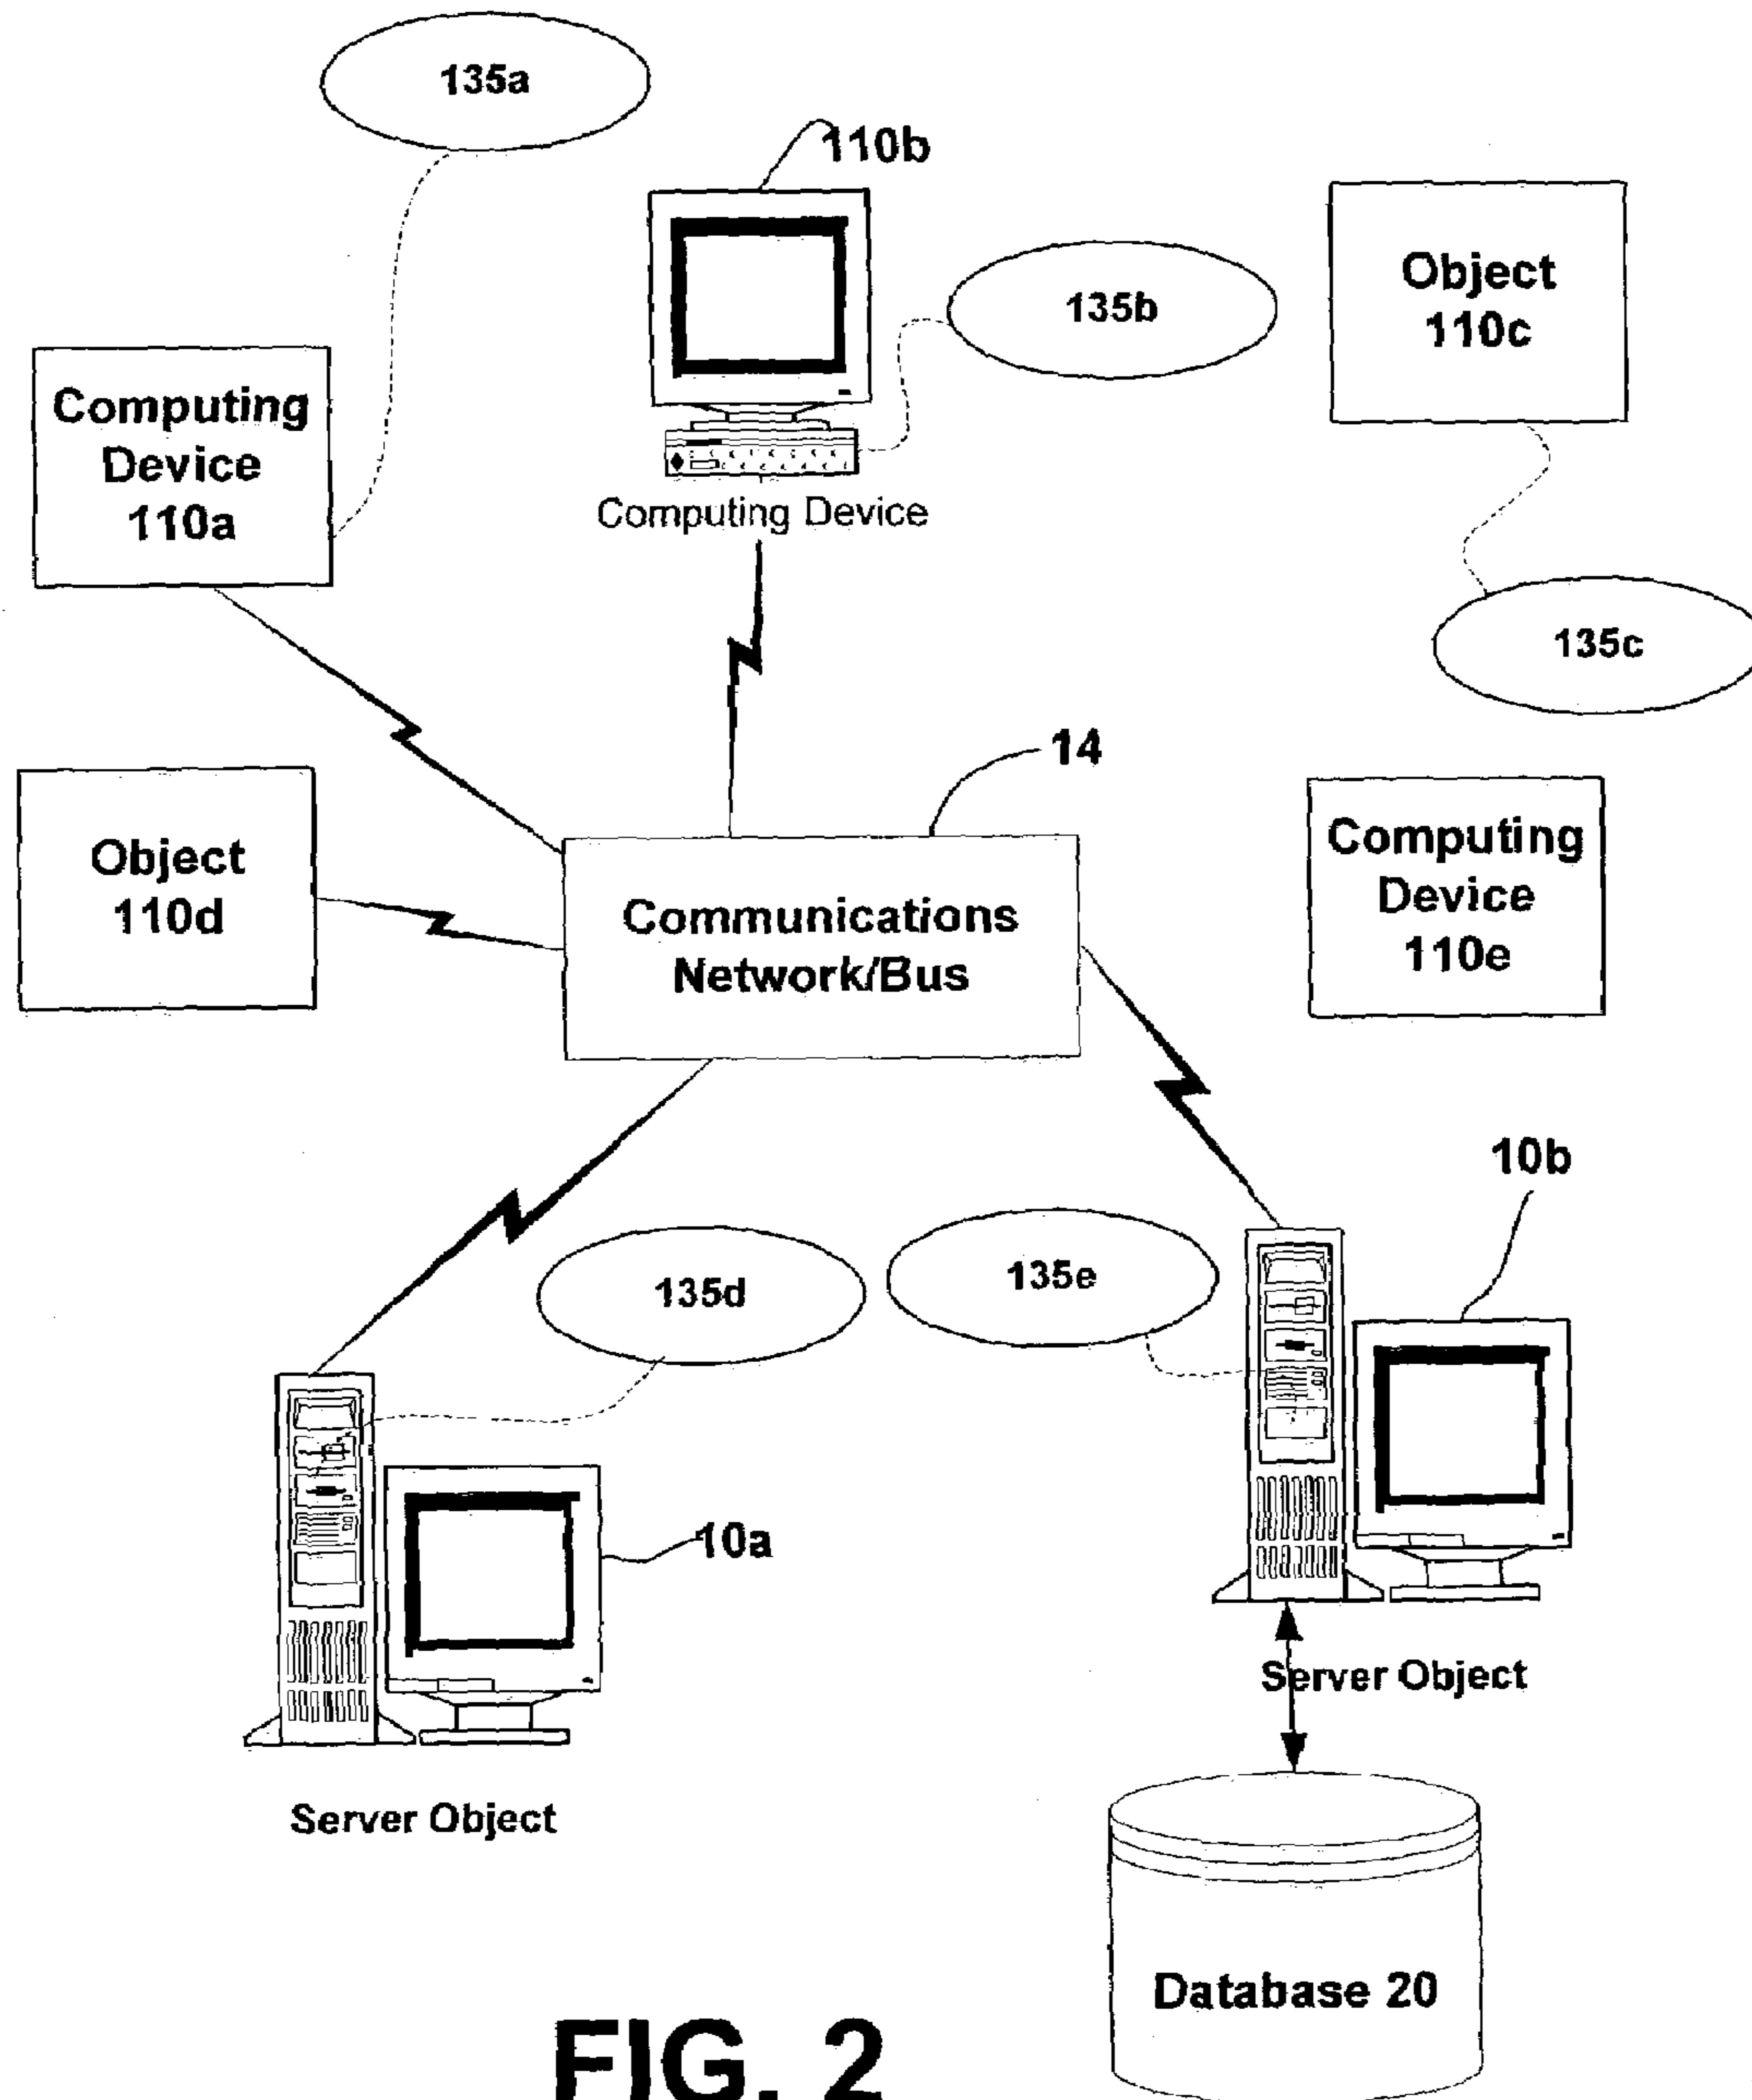 135a
110b
135b
Object
110c
Computing
Device
110a
Computing Device
135c
14
Object
110d
Communications
Network/Bus
Computing
Device
110e
10b
135d
135e
10a
Server Object
Server Object
Database 20
FIG. 2